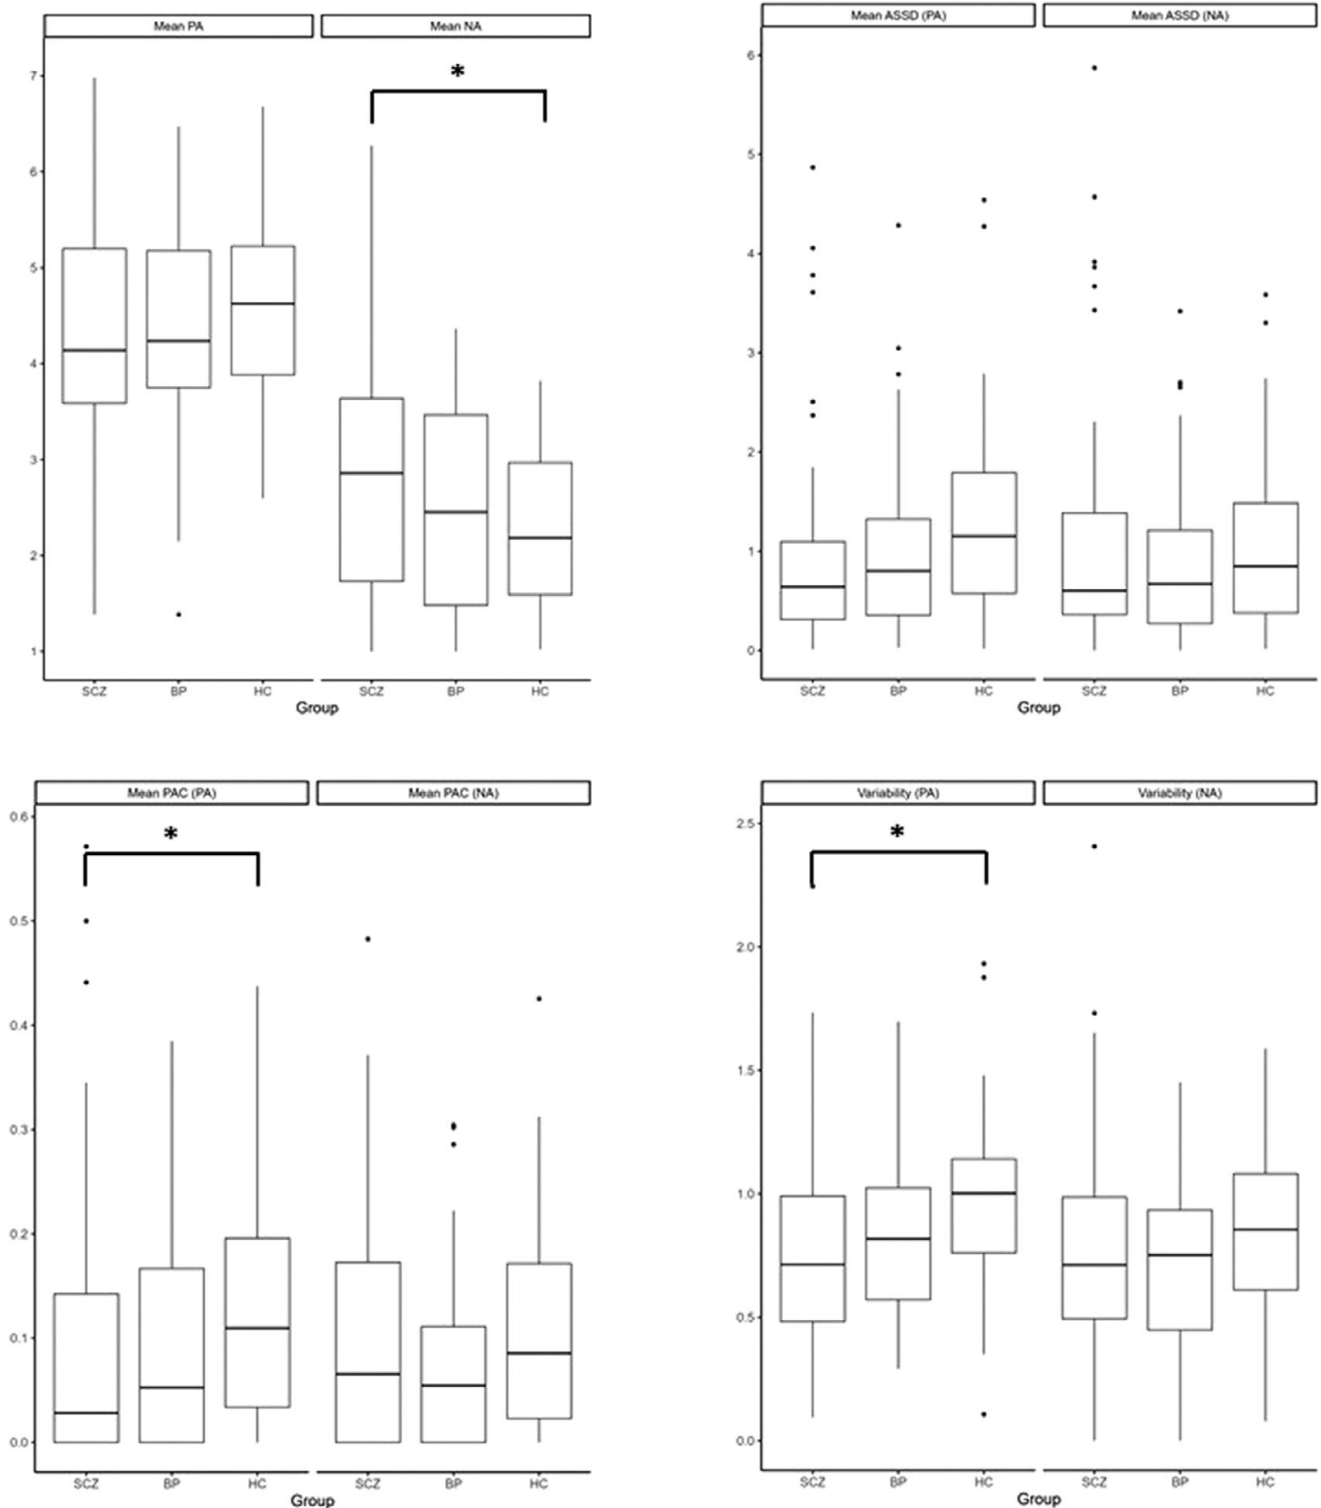 Mean PA Mean NA
*
7
6
5
4
3
2
1
SCZ BP HC SCZ BP HC
Group
Mean ASSD (PA) Mean ASSD (NA)
6
5
4
3
2
1
0
SCZ BP HC SCZ BP HC
Group
Mean PAC (PA) Mean PAC (NA)
*
0.6
0.5
0.4
0.3
0.2
0.1
0.0
SCZ BP HC SCZ BP HC
Group
Variability (PA) Variability (NA)
*
2.5
2.0
1.5
1.0
0.5
0.0
SCZ BP HC SCZ BP HC
Group